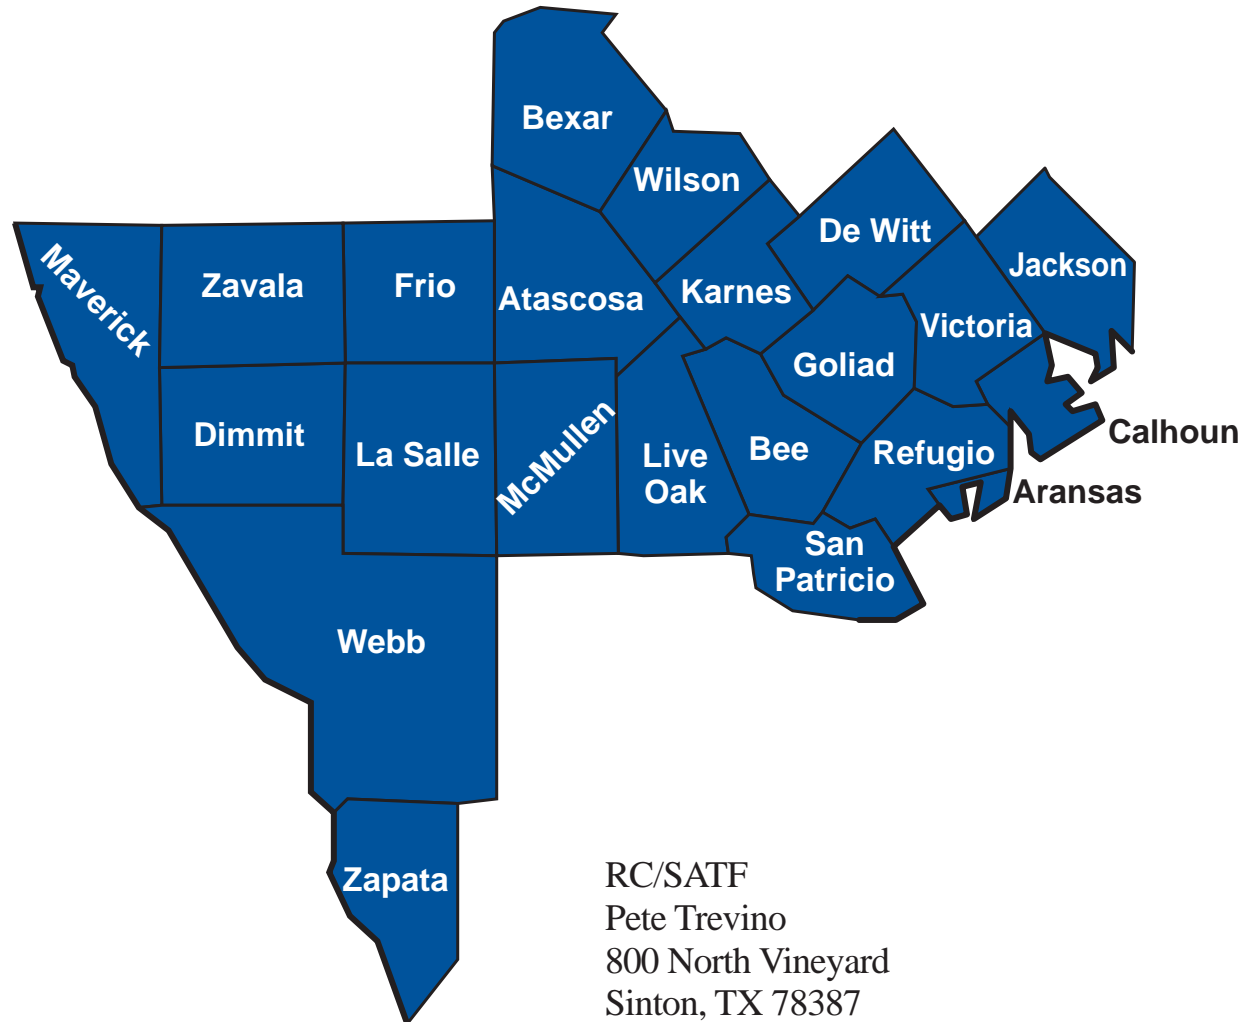 Bexar
Wilson
De Witt
Jackson
Maverick
Zavala
Frio
Atascosa
Karnes
Victoria
Goliad
Dimmit
La Salle
McMullen
Live
Oak
Bee
Refugio
Calhoun
Aransas
San
Patricio
Webb
Zapata
RC/SATF
Pete Trevino
800 North Vineyard
Sinton, TX 78387